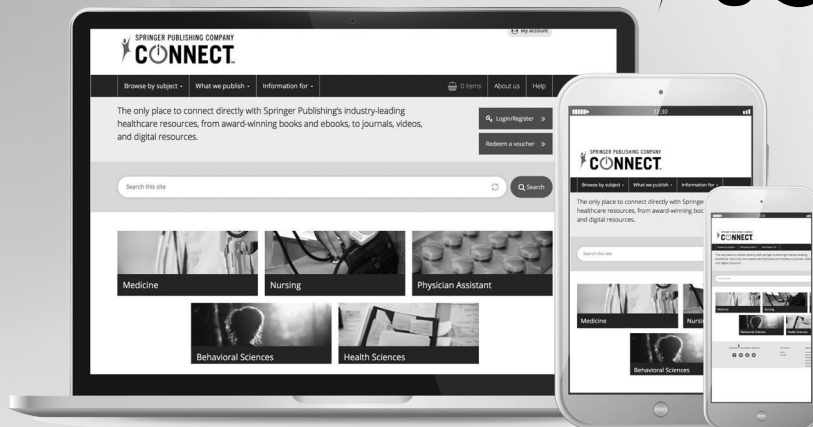 SPRINGER PUBLISHING COMPANY
CONNECT™
My account
Browse by subject
What we publish
Information for
0 items
About us
Help
The only place to connect directly with Springer Publishing's industry-leading
healthcare resources, from award-winning books and ebooks, to journals, videos,
and digital resources.
Login/Register »
Redeem a voucher »
Search this site
Search
Medicine
Nursing
Physician Assistant
Behavioral Sciences
Health Sciences
12:30
SPRINGER PUBLISHING COMPANY
CONNECT
Browse by subject
What we publish
Information for
The only place to connect directly with Springe
healthcare resources, from award-winning boo
and digital resources.
Search this site
Medicine
Nursi
Behavioral Scien
CONNECT
Medicine
Nursing
Behavioral Sciences
Health Sciences